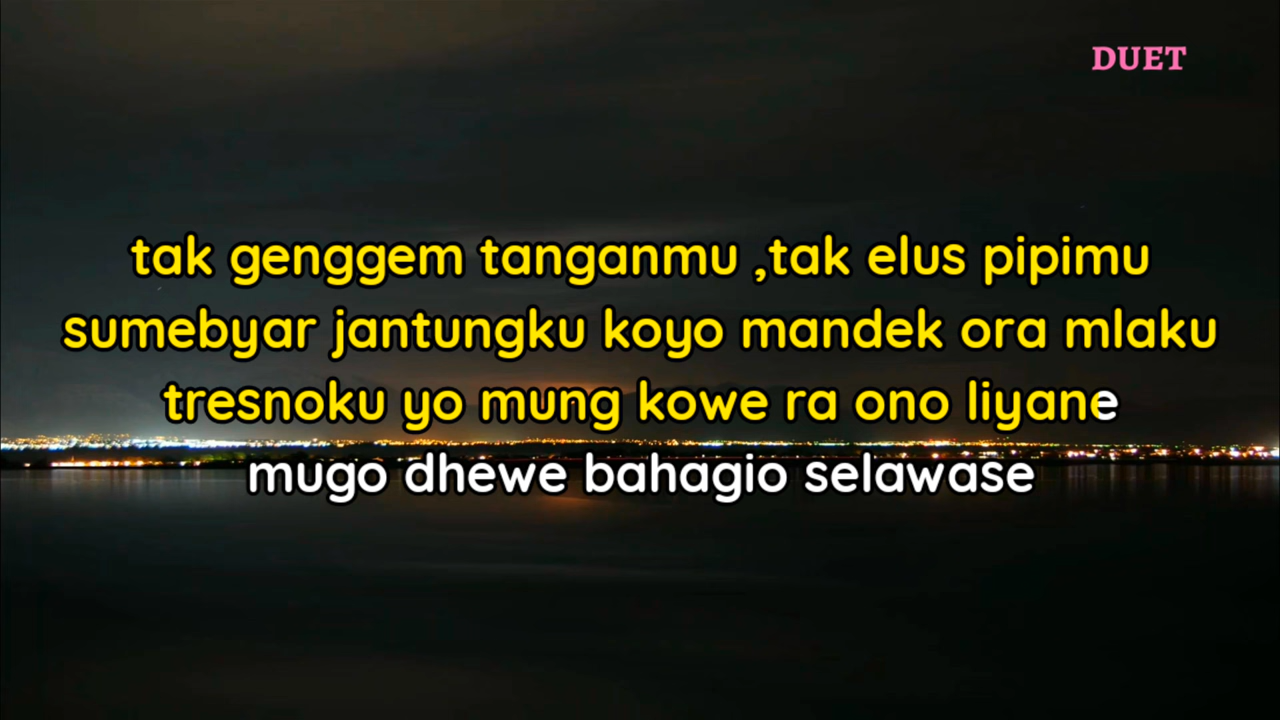 DUET
tak genggem tanganmu ,tak elus pipimu
sumebyar jantungku koyo mandek ora mlaku
tresnoku yo mung kowe ra ono liyane
mugo dhewe bahagio selawase